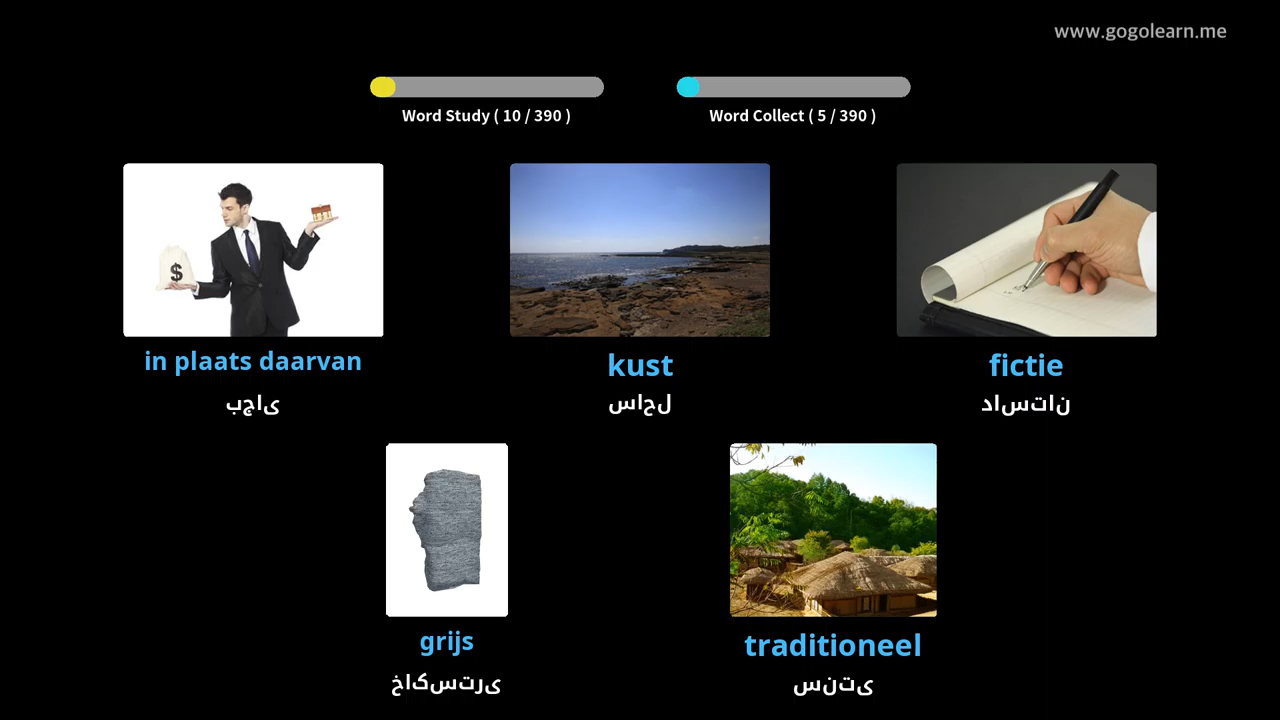 www.gogolearn.me
Word Study ( 10 / 390 )
Word Collect ( 5 / 390 )
in plaats daarvan
بجای
kust
ساحل
fictie
داستان
grijs
خاکستری
traditioneel
سنتی